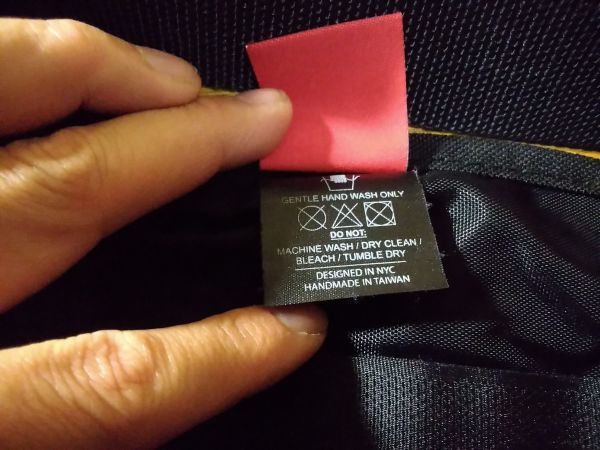 GENTLE HAND WASH ONLY
DO NOT:
MACHINE WASH / DRY CLEAN /
BLEACH / TUMBLE DRY
DESIGNED IN NYC
HANDMADE IN TAIWAN